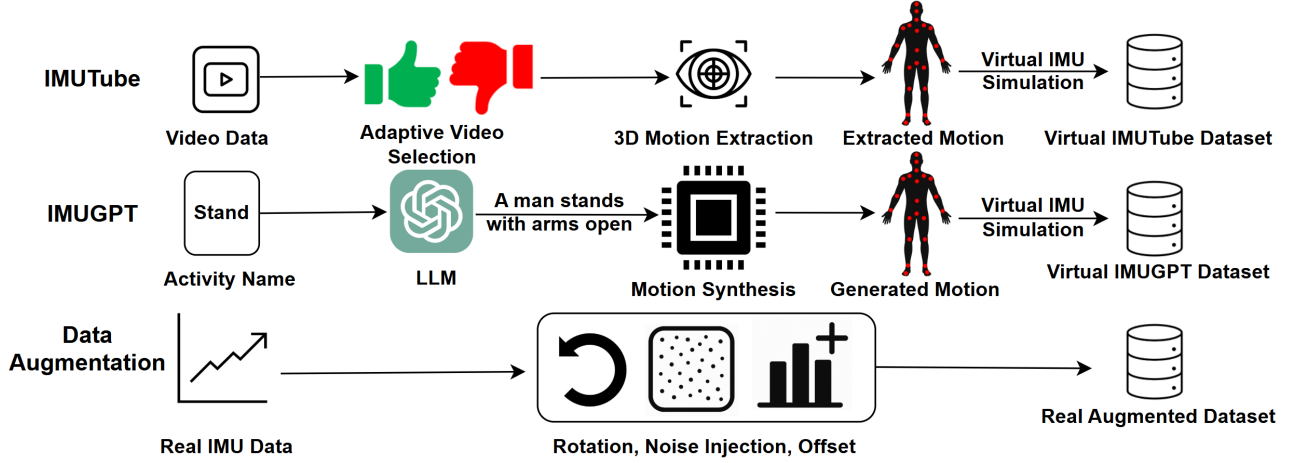 IMUTube
Video Data
Adaptive Video
Selection
3D Motion Extraction
Extracted Motion
Virtual IMU
Simulation
Virtual IMUTube Dataset
IMUGPT
Stand
Activity Name
LLM
A man stands
with arms open
Motion Synthesis
Generated Motion
Virtual IMU
Simulation
Virtual IMUGPT Dataset
Data
Augmentation
Real IMU Data
Rotation, Noise Injection, Offset
Real Augmented Dataset